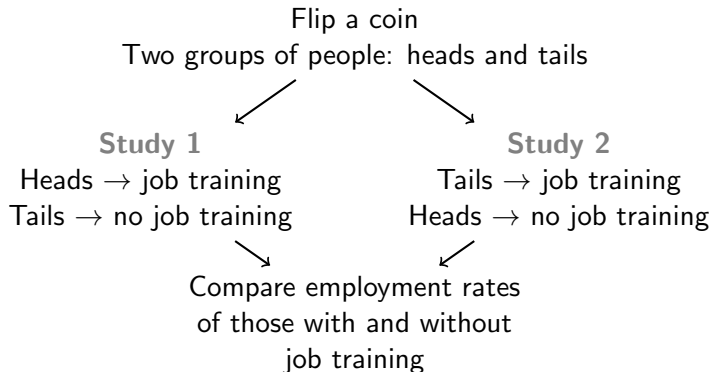 Flip a coin
Two groups of people: heads and tails
Study 1
Heads → job training
Tails → no job training
Study 2
Tails → job training
Heads → no job training
Compare employment rates
of those with and without
job training